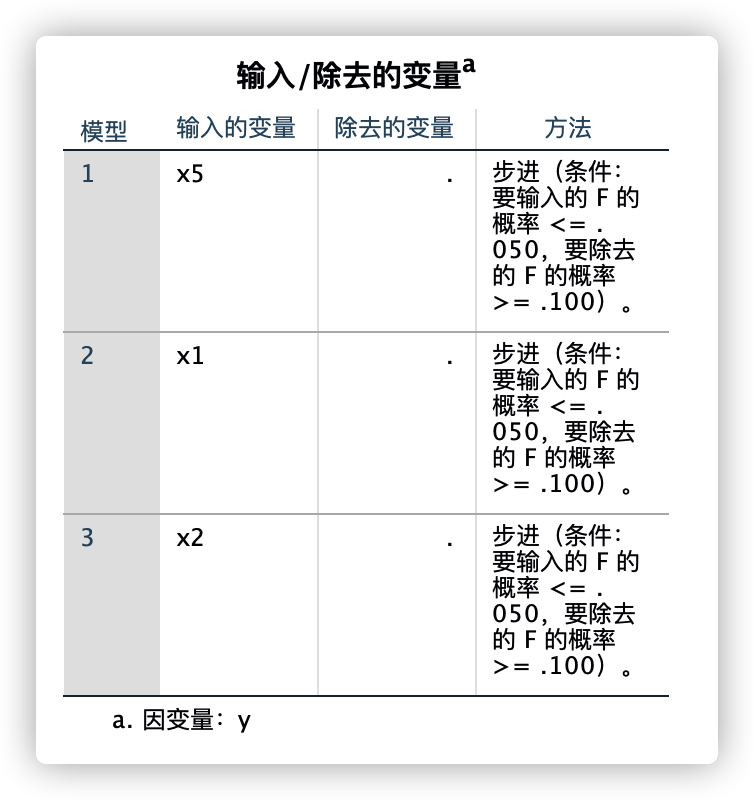 输入/除去的变量a
模型 输入的变量 除去的变量 方法
1 x5 . 步进（条件：
要输入的 F 的
概率 <= .
050，要除去
的 F 的概率
>= .100）。
2 x1 . 步进（条件：
要输入的 F 的
概率 <= .
050，要除去
的 F 的概率
>= .100）。
3 x2 . 步进（条件：
要输入的 F 的
概率 <= .
050，要除去
的 F 的概率
>= .100）。
a. 因变量：y